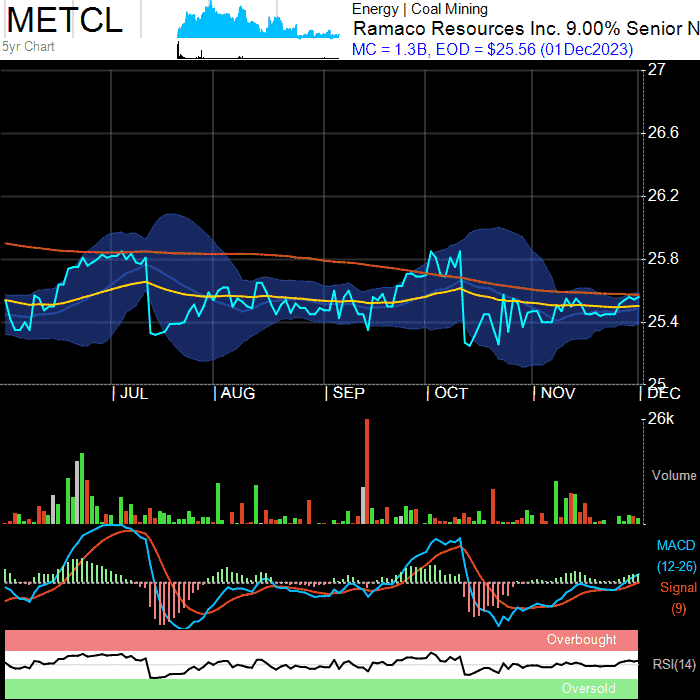 METCL
5yr Chart
Energy | Coal Mining
Ramaco Resources Inc. 9.00% Senior N
MC = 1.3B, EOD = $25.56 (01Dec2023)
27
26.6
26.2
25.8
25.4
25
JUL
AUG
SEP
OCT
NOV
DEC
26k
Volume
MACD
(12-26)
Signal
(9)
Overbought
RSI(14)
Oversold